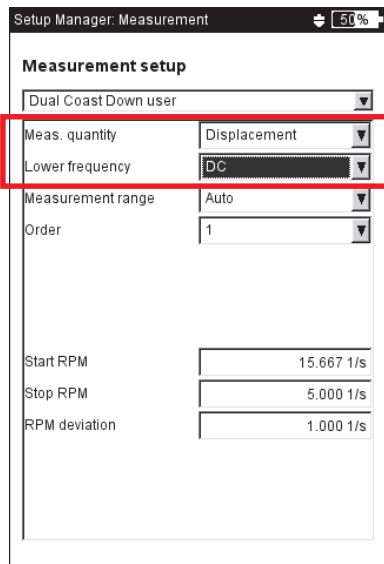 Setup Manager: Measurement 50%
Measurement setup
Dual Coast Down user
Meas. quantity Displacement
Lower frequency DC
Measurement range Auto
Order 1
Start RPM 15.667 1/s
Stop RPM 5.000 1/s
RPM deviation 1.000 1/s